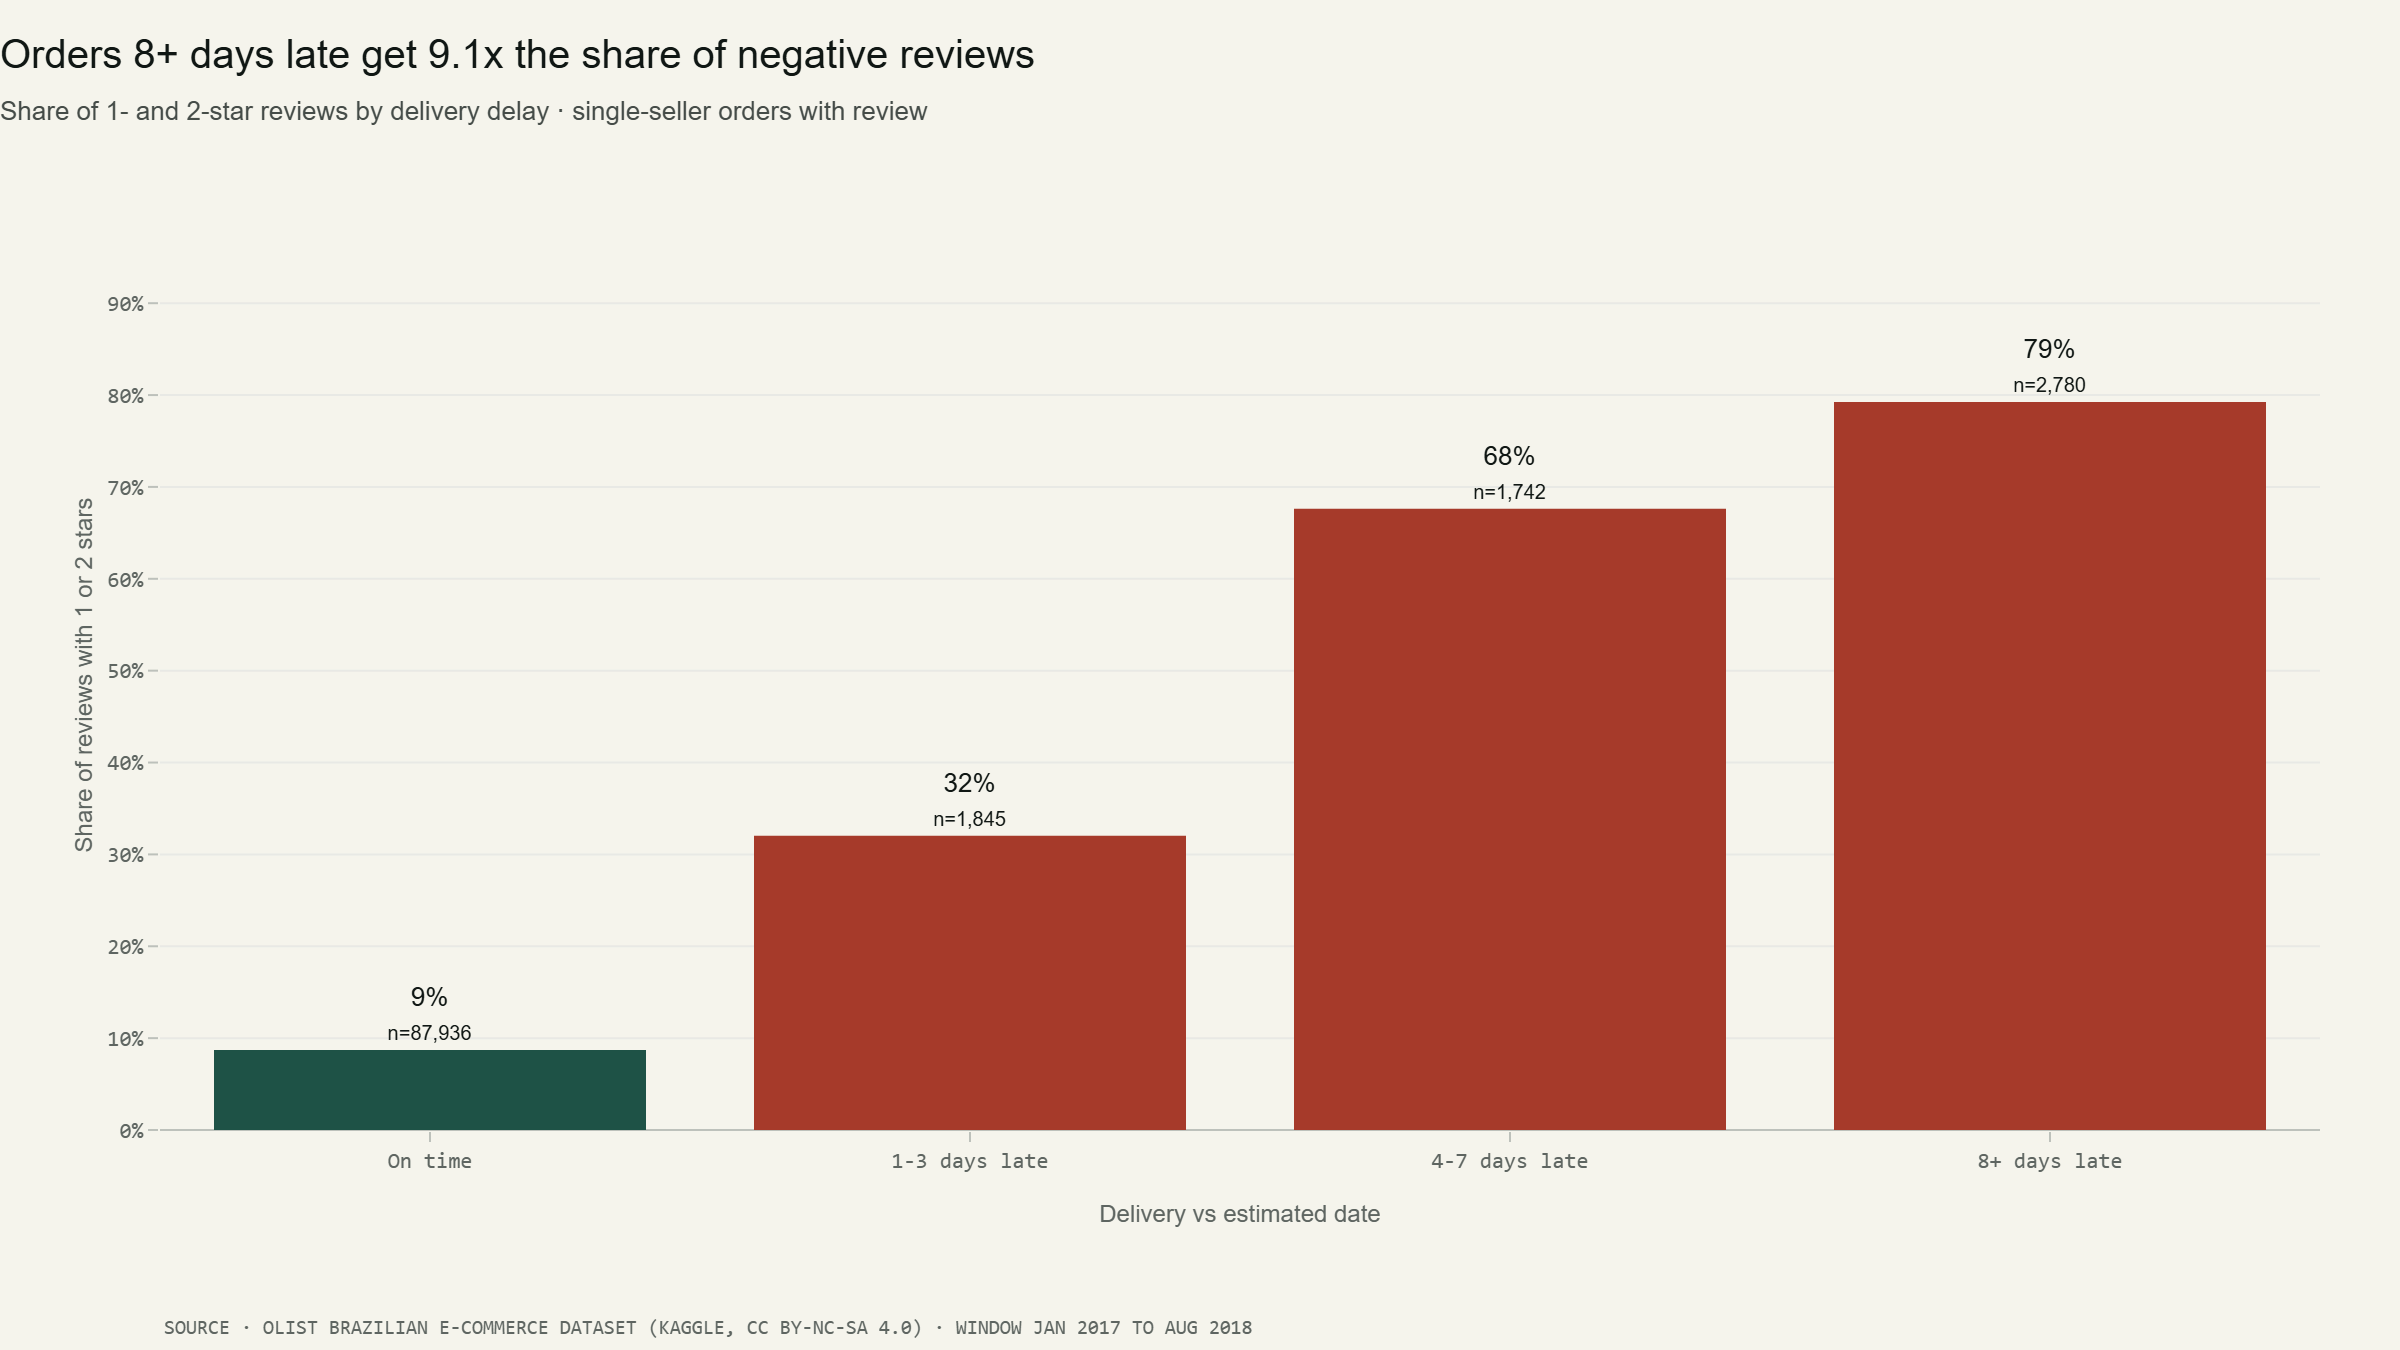 Orders 8+ days late get 9.1x the share of negative reviews
Share of 1- and 2-star reviews by delivery delay · single-seller orders with review
Share of reviews with 1 or 2 stars
90%
80%
70%
60%
50%
40%
30%
20%
10%
0%
9%
n=87,936
32%
n=1,845
68%
n=1,742
79%
n=2,780
On time
1-3 days late
4-7 days late
8+ days late
Delivery vs estimated date
SOURCE · OLIST BRAZILIAN E-COMMERCE DATASET (KAGGLE, CC BY-NC-SA 4.0) · WINDOW JAN 2017 TO AUG 2018